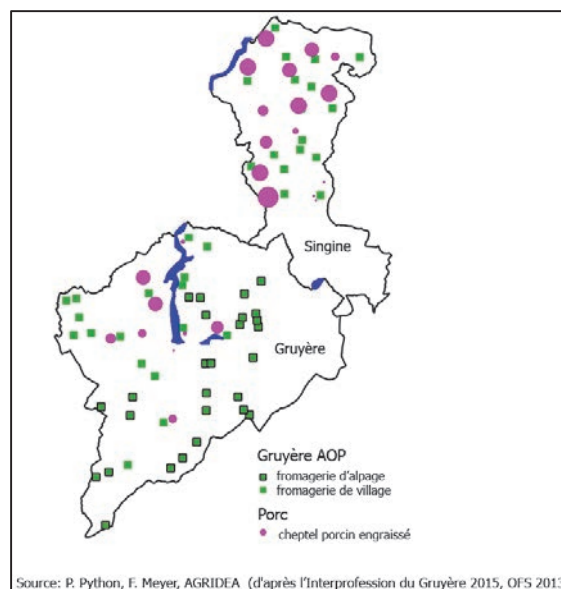 Singine
Gruyère
Gruyère AOP
fromagerie d'alpage
fromagerie de village
Porc
cheptel porcin engraissé
Source: P. Python, F. Meyer, AGRIDEA (d'après l'Interprofession du Gruyère 2015, OFS 2013